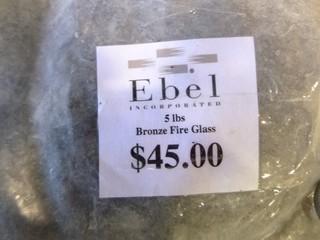 Ebel
INCORPORATED
5 lbs
Bronze Fire Glass
$45.00